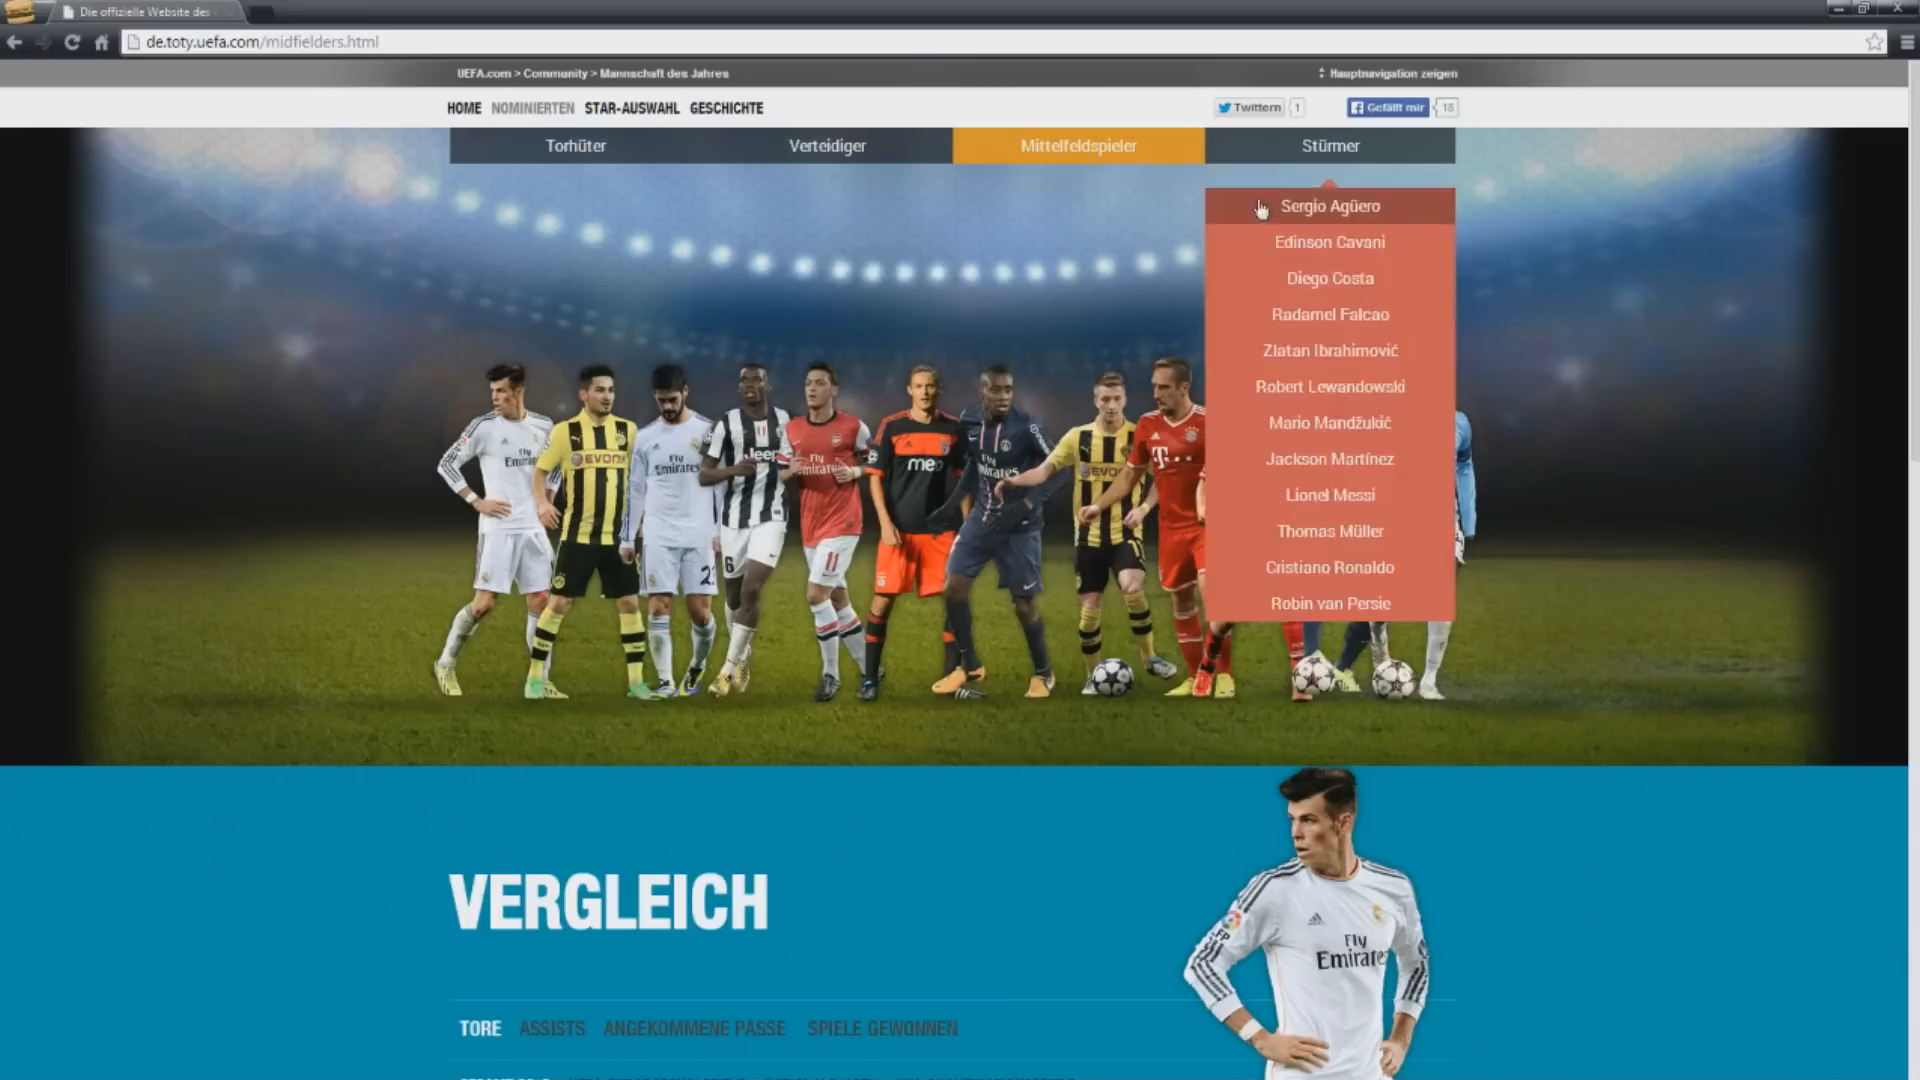 Die offizielle Website des
de.toty.uefa.com/midfielders.html
UEFA.com > Community > Mannschaft des Jahres
Hauptnavigation zeigen
HOME NOMINIERTEN STAR-AUSWAHL GESCHICHTE
Twittern 1
Gefällt mir 18
Torhüter Verteidiger Mittelfeldspieler Stürmer
Sergio Agüero
Edinson Cavani
Diego Costa
Radamel Falcao
Zlatan Ibrahimović
Robert Lewandowski
Mario Mandžukić
Jackson Martínez
Lionel Messi
Thomas Müller
Cristiano Ronaldo
Robin van Persie
Fly
Emirates
EVON
Fly
Emirates
Jeep
Fly
Emirates
meo
Fly
Emirates
EVO
T
VERGLEICH
LFP
Fly
Emirate
TORE ASSISTS ANGEKOMMENE PÄSSE SPIELE GEWONNEN